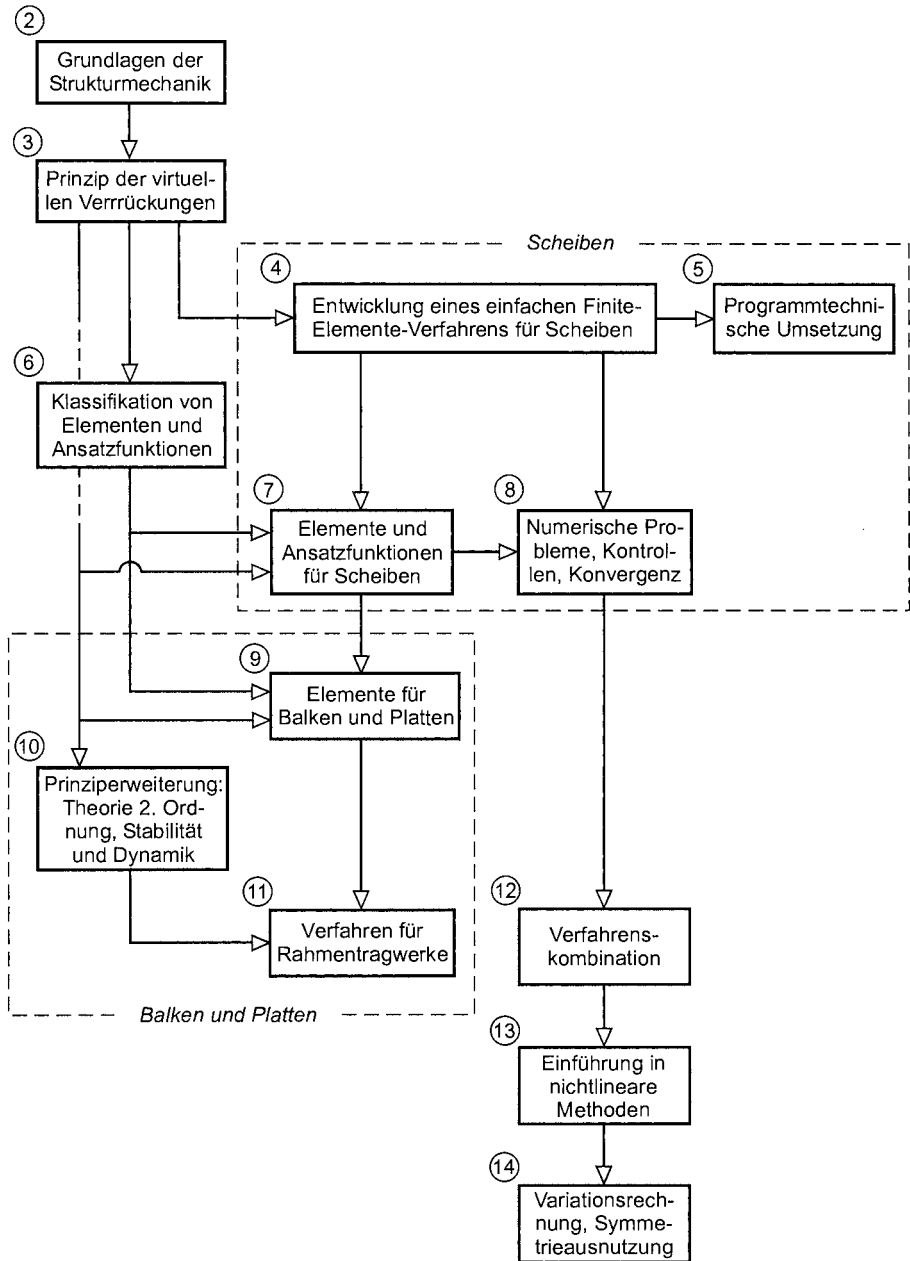 2
Grundlagen der
Strukturmechanik
3
Prinzip der virtuel-
len Verrrückungen
Scheiben
4
Entwicklung eines einfachen Finite-
Elemente-Verfahrens für Scheiben
5
Programmtechni-
sche Umsetzung
6
Klassifikation von
Elementen und
Ansatzfunktionen
7
Elemente und
Ansatzfunktionen
für Scheiben
8
Numerische Pro-
bleme, Kontrol-
len, Konvergenz
9
Elemente für
Balken und Platten
10
Prinziperweiterung:
Theorie 2. Ord-
nung, Stabilität
und Dynamik
11
Verfahren für
Rahmentragwerke
Balken und Platten
12
Verfahrens-
kombination
13
Einführung in
nichtlineare
Methoden
14
Variationsrech-
nung, Symme-
trieausnutzung